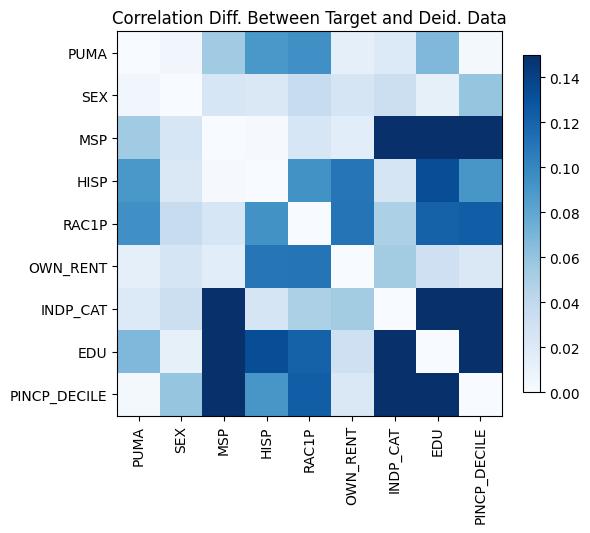 Correlation Diff. Between Target and Deid. Data
PUMA
SEX
MSP
HISP
RAC1P
OWN_RENT
INDP_CAT
EDU
PINCP_DECILE
PUMA
SEX
MSP
HISP
RAC1P
OWN_RENT
INDP_CAT
EDU
PINCP_DECILE
0.14
0.12
0.10
0.08
0.06
0.04
0.02
0.00